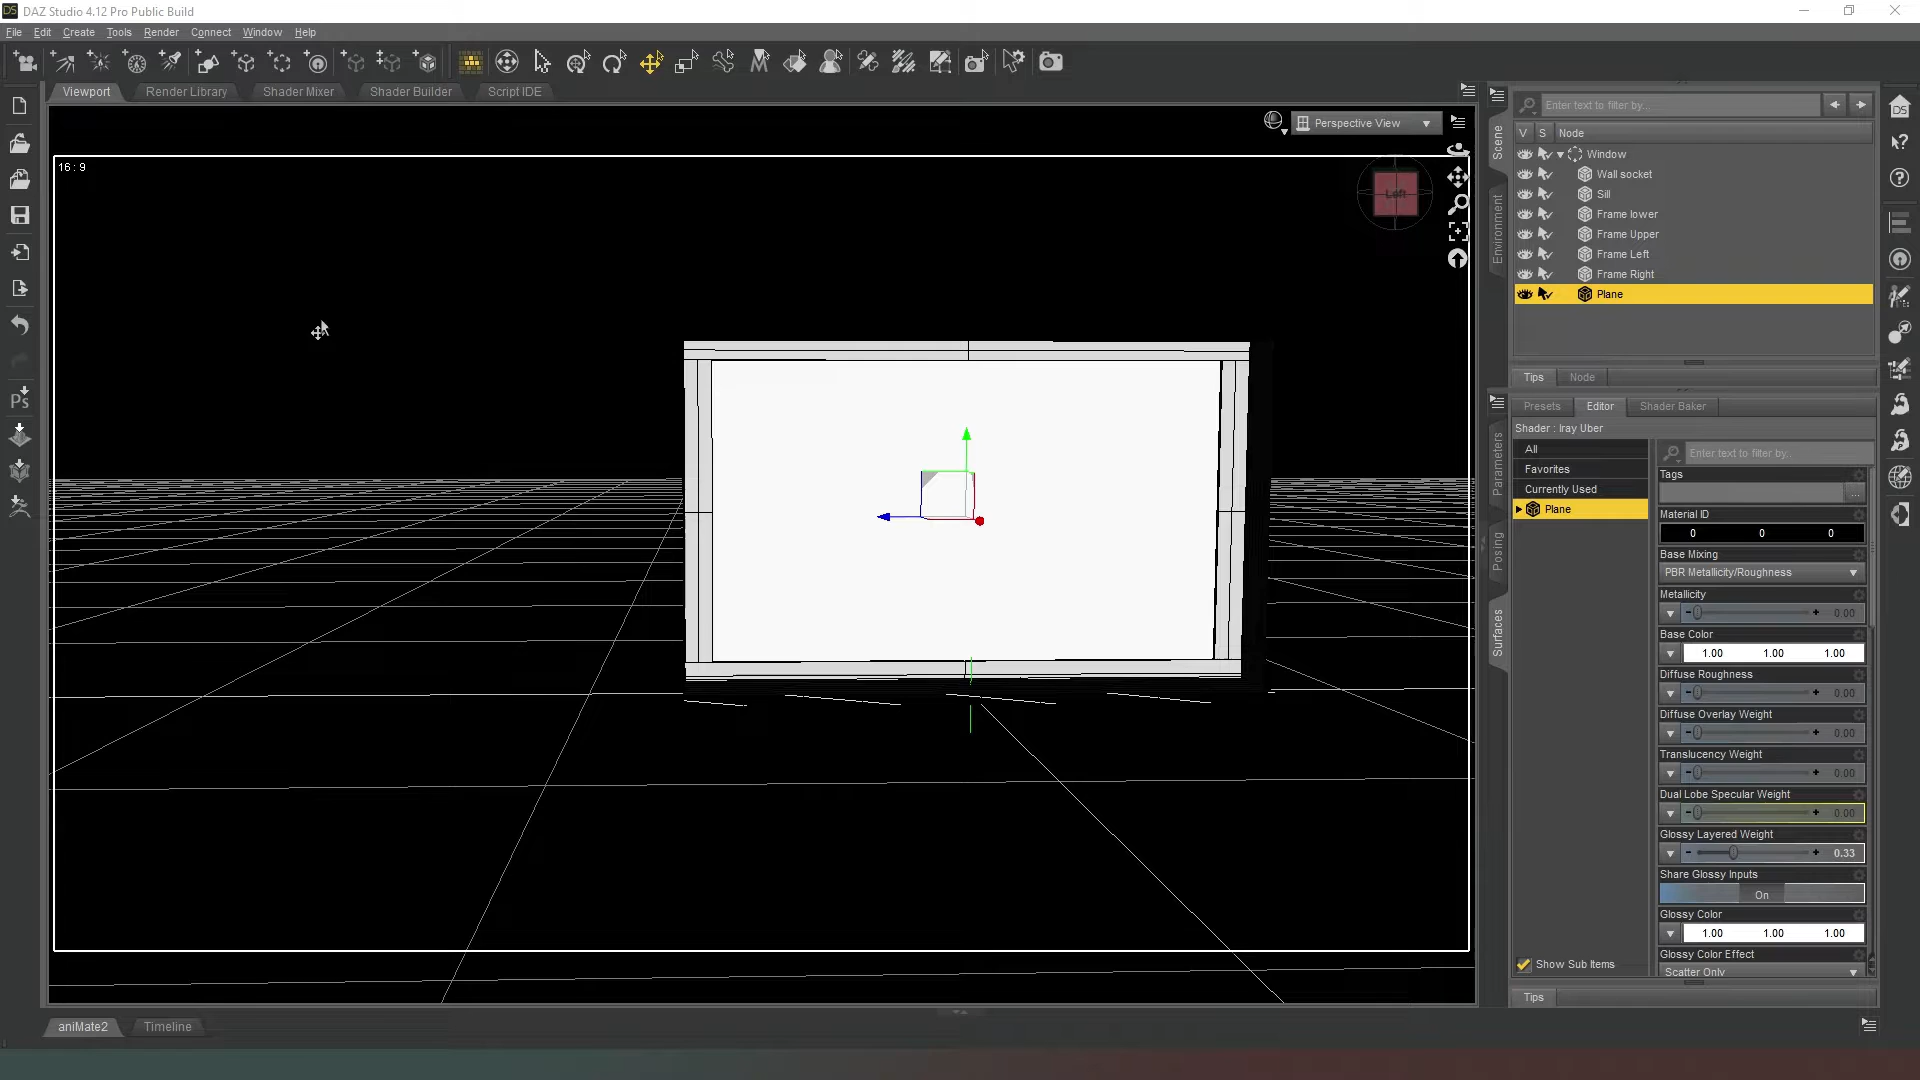 DAZ Studio 4.12 Pro Public Build
File Edit Create Tools Render Connect Window Help
Viewport Render Library Shader Mixer Shader Builder Script IDE
Perspective View
16 : 9
Left
Scene
Environment
Enter text to filter by...
V S Node
Window
Wall socket
Sill
Frame lower
Frame Upper
Frame Left
Frame Right
Plane
Tips Node
Parameters
Posing
Surfaces
Presets Editor Shader Baker
Shader : Iray Uber
All
Favorites
Currently Used
Plane
Show Sub Items
Enter text to filter by...
Tags
...
Material ID
0 0 0
Base Mixing
PBR Metallicity/Roughness
Metallicity
0.00
Base Color
1.00 1.00 1.00
Diffuse Roughness
0.00
Diffuse Overlay Weight
0.00
Translucency Weight
0.00
Dual Lobe Specular Weight
0.00
Glossy Layered Weight
0.33
Share Glossy Inputs
On
Glossy Color
1.00 1.00 1.00
Glossy Color Effect
Scatter Only
Tips
aniMate2 Timeline
Ps
DS